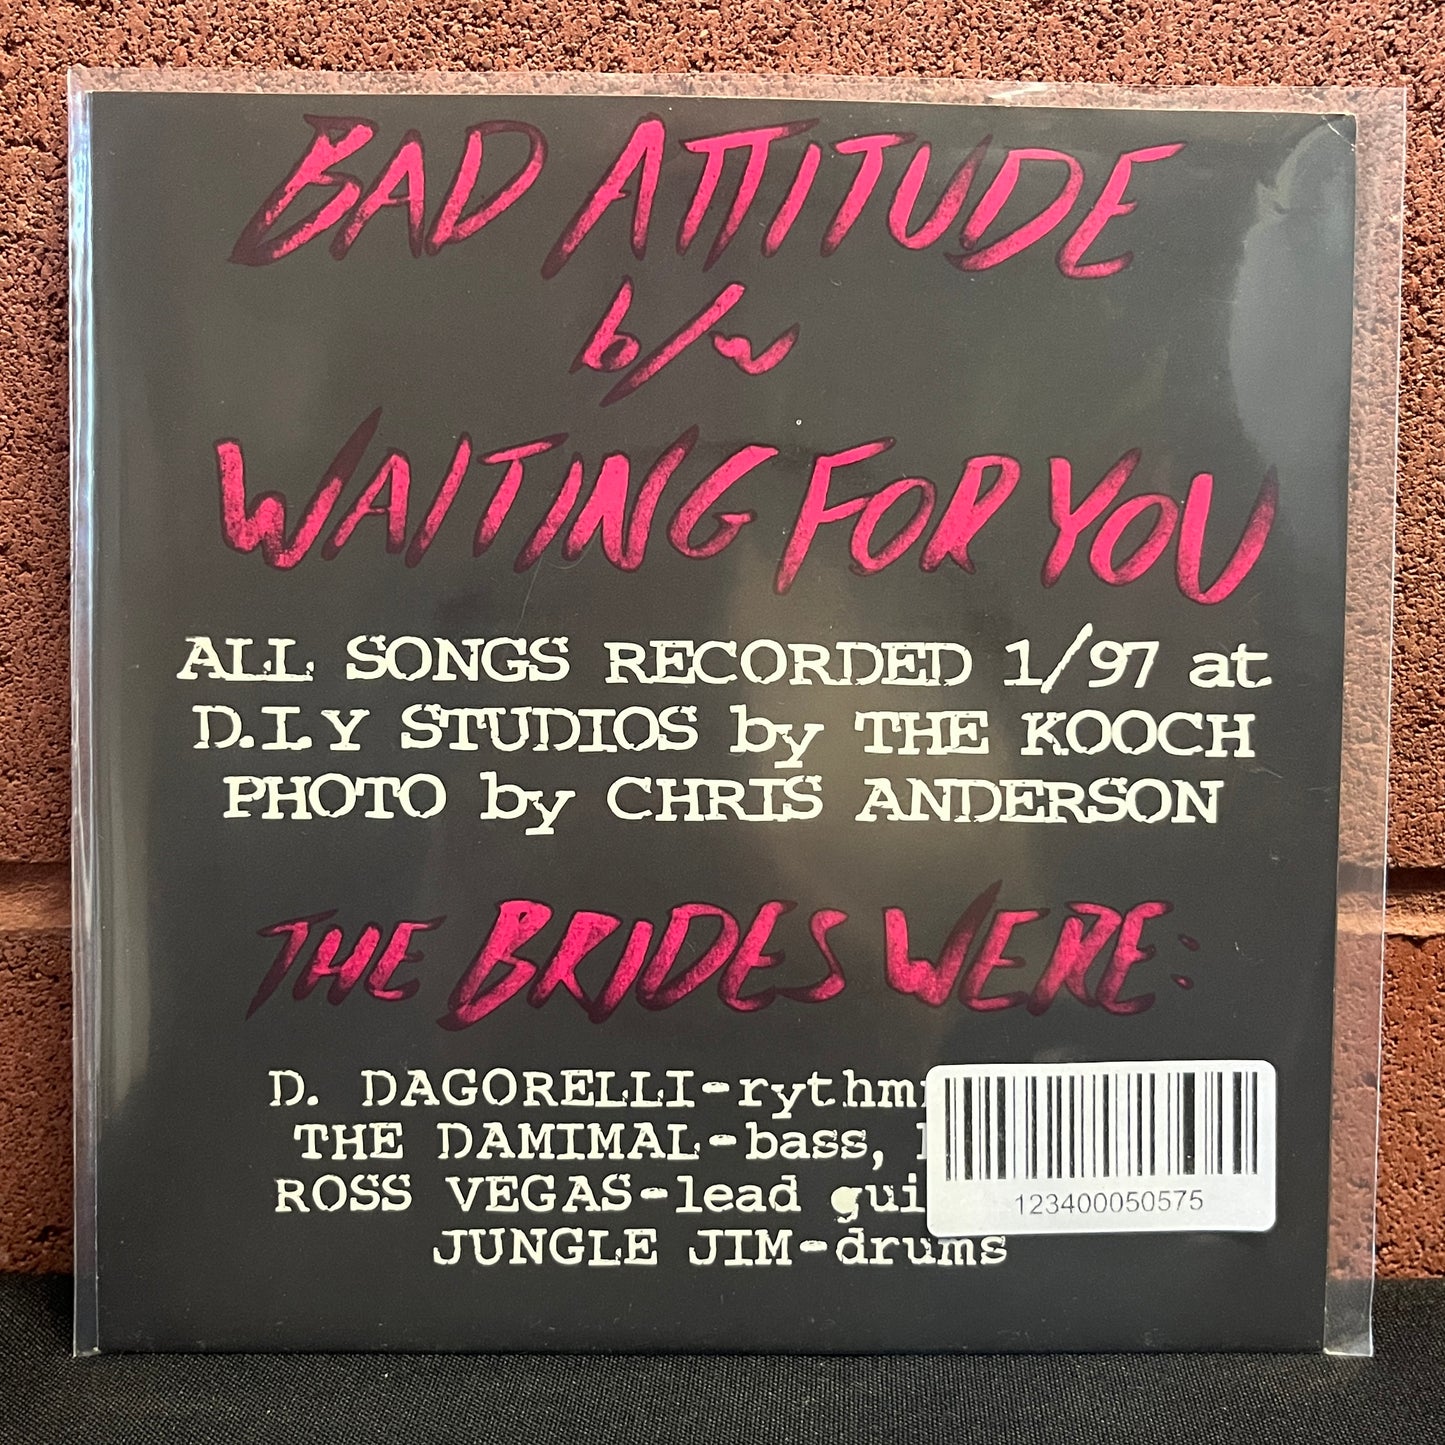 BAD ATTITUDE
b/w
WAITING FOR YOU
ALL SONGS RECORDED 1/97 at
D.I.Y STUDIOS by THE KOOCH
PHOTO by CHRIS ANDERSON
THE BRIDES WERE:
D. DAGORELLI-rythm
THE DAMIMAL-bass,
ROSS VEGAS-lead gui
JUNGLE JIM-drums
123400050575